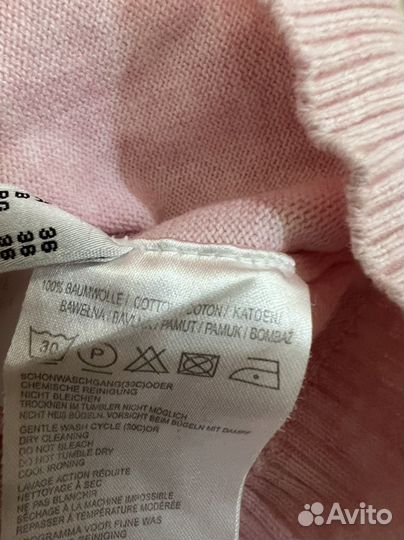 36
36
36
100% BAUMWOLLE / COTTON / COTON / KATOEN /
BAWEŁNA / BAVLNA / PAMUT / PAMUK / BOMBAŽ
30 P
SCHONWASCHGANG(30C)ODER
CHEMISCHE REINIGUNG
NICHT BLEICHEN
TROCKNEN IM TUMBLER NICHT MÖGLICH
NICHT HEIß BÜGELN. VORSICHT BEIM BÜGELN MIT DAMPF
GENTLE WASH CYCLE (30C)OR
DRY CLEANING
DO NOT BLEACH
DO NOT TUMBLE DRY
COOL IRONING
LAVAGE ACTION RÉDUITE
NETTOYAGE À SEC
NE PAS BLANCHIR
SÉCHAGE À LA MACHINE IMPOSSIBLE
REPASSER À TEMPÉRATURE MODÉRÉE
PROGRAMMA VOOR FIJNE WAS
REINIGEN
Avito